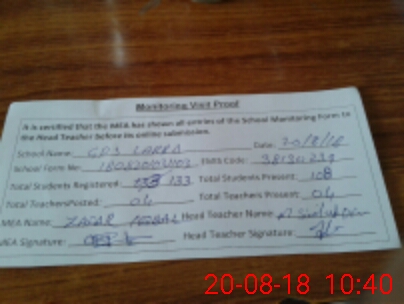 Monitoring Visit Proof
It is certified that the MEA has shown all entries of the School Monitoring Form to
the Head Teacher before its online submission.
School Name: GPS LARRA Date: 20/8/18
School Form No: EMIS Code:
Total Students Registered: 133 Total Students Present: 108
Total Teachers Posted: 04 Total Teachers Present: 04
MEA Name: ZAFAR IQBAL Head Teacher Name:
MEA Signature: Head Teacher Signature:
20-08-18 10:40